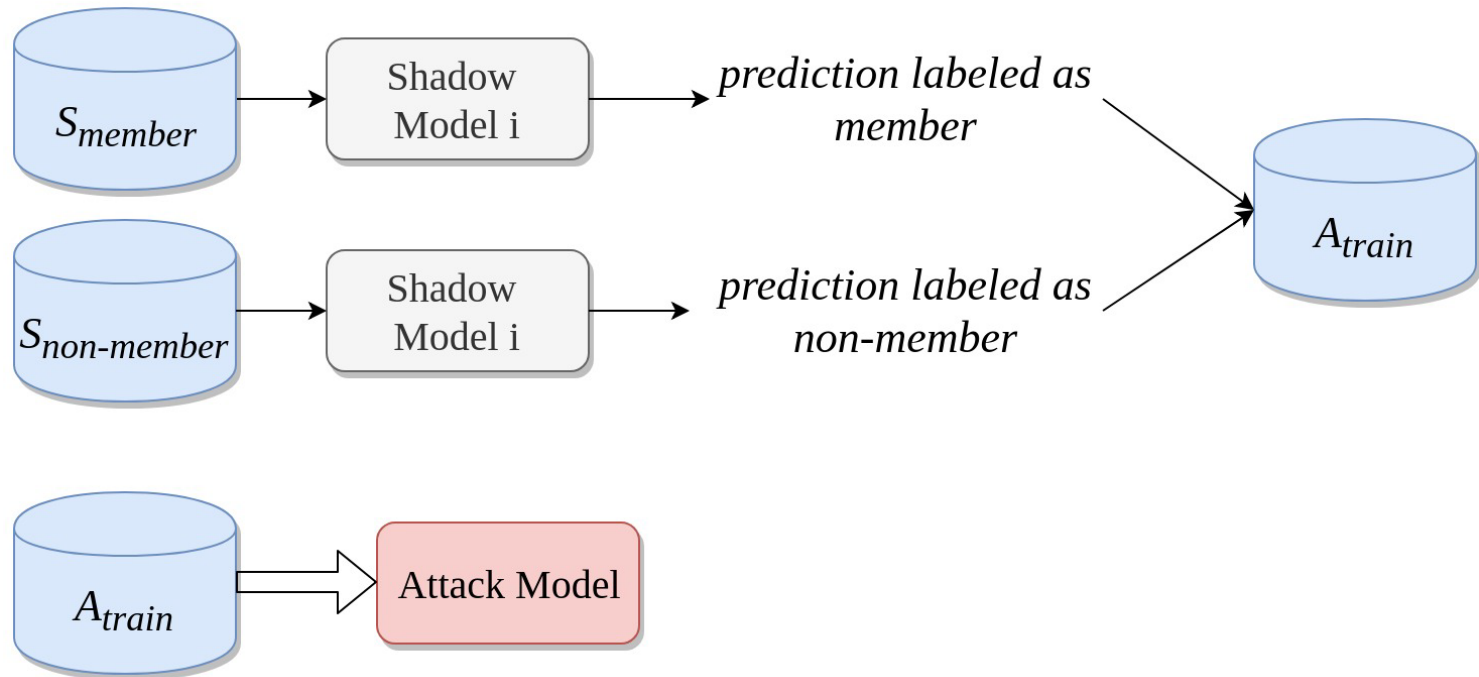 S_member
Shadow
Model i
prediction labeled as
member
A_train
S_non-member
Shadow
Model i
prediction labeled as
non-member
A_train
Attack Model